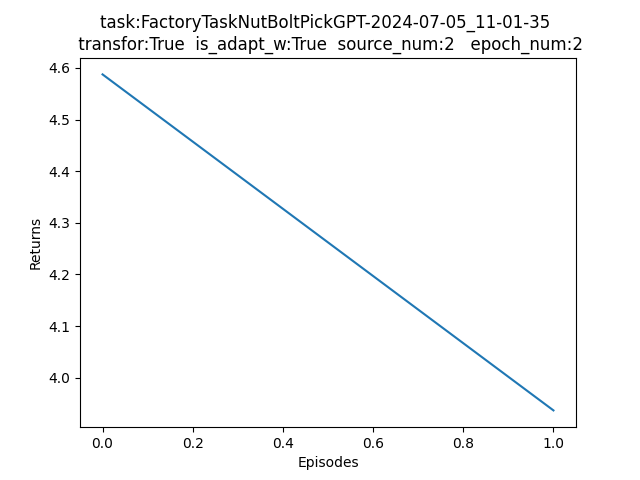 task:FactoryTaskNutBoltPickGPT-2024-07-05_11-01-35
transfor:True  is_adapt_w:True  source_num:2   epoch_num:2
4.6
4.5
4.4
4.3
4.2
4.1
4.0
Returns
0.0 0.2 0.4 0.6 0.8 1.0
Episodes